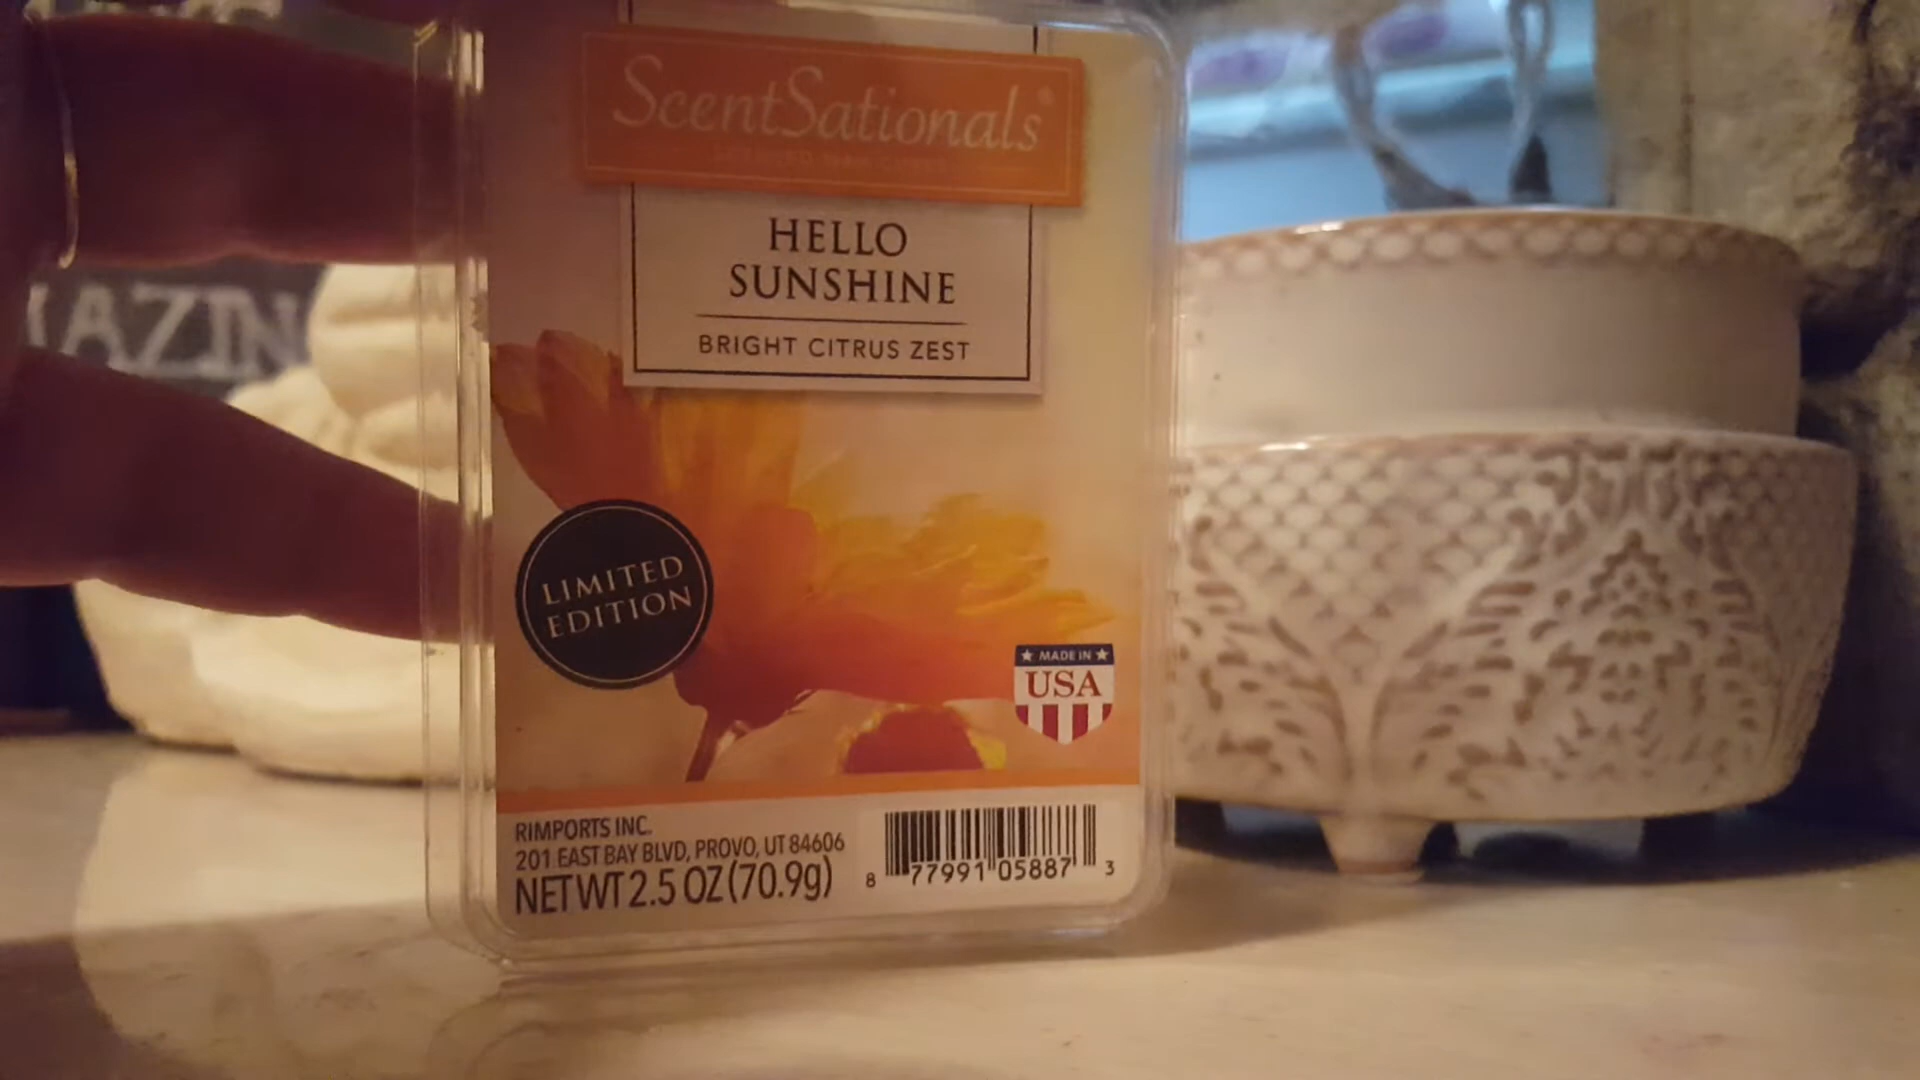 ScentSationals®
HELLO
SUNSHINE
BRIGHT CITRUS ZEST
AZIN
LIMITED
EDITION
MADE IN
USA
RIMPORTS INC.
201 EAST BAY BLVD, PROVO, UT 84606
NET WT 2.5 OZ (70.9g)
8 77991 05887 3